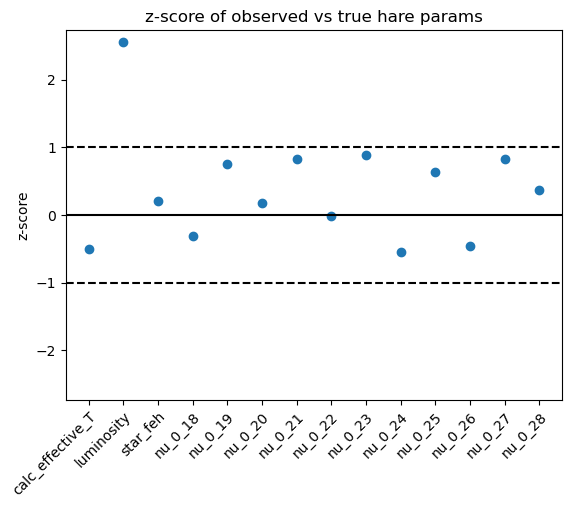 z-score of observed vs true hare params
z-score
2
1
0
−1
−2
calc_effective_T
luminosity
star_feh
nu_0_18
nu_0_19
nu_0_20
nu_0_21
nu_0_22
nu_0_23
nu_0_24
nu_0_25
nu_0_26
nu_0_27
nu_0_28